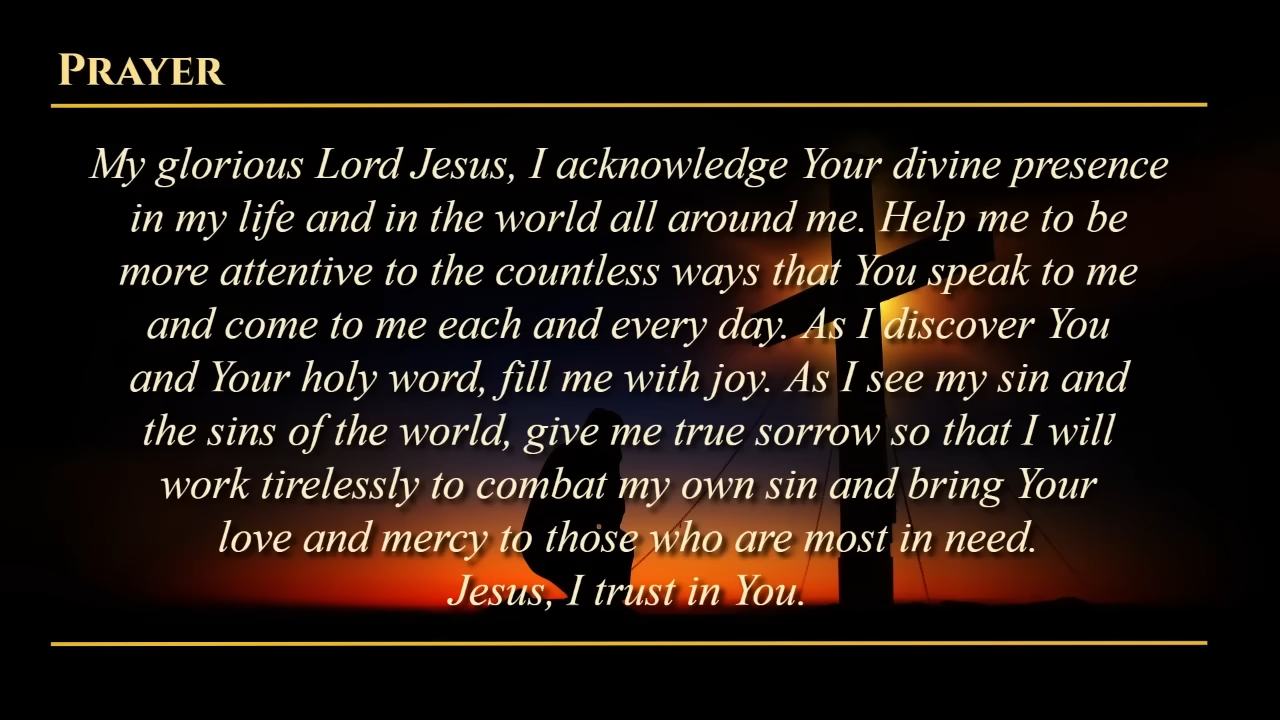 PRAYER
My glorious Lord Jesus, I acknowledge Your divine presence
in my life and in the world all around me. Help me to be
more attentive to the countless ways that You speak to me
and come to me each and every day. As I discover You
and Your holy word, fill me with joy. As I see my sin and
the sins of the world, give me true sorrow so that I will
work tirelessly to combat my own sin and bring Your
love and mercy to those who are most in need.
Jesus, I trust in You.